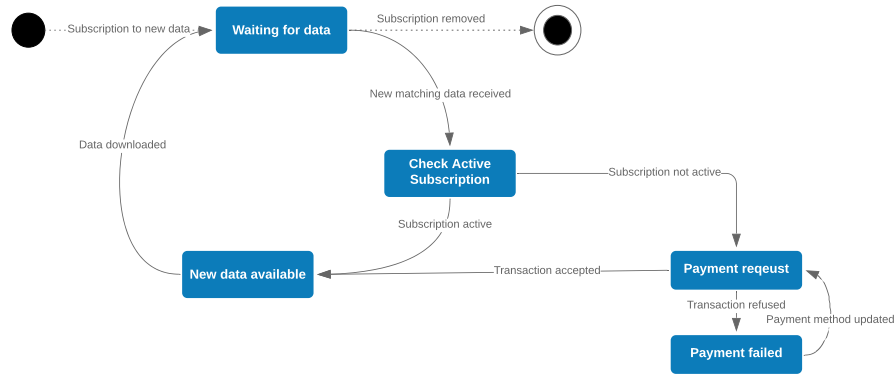 Subscription removed
Subscription to new data
Waiting for data
New matching data received
Data downloaded
Check Active
Subscription
Subscription not active
Subscription active
New data available
Transaction accepted
Payment reqeust
Transaction refused
Payment method updated
Payment failed